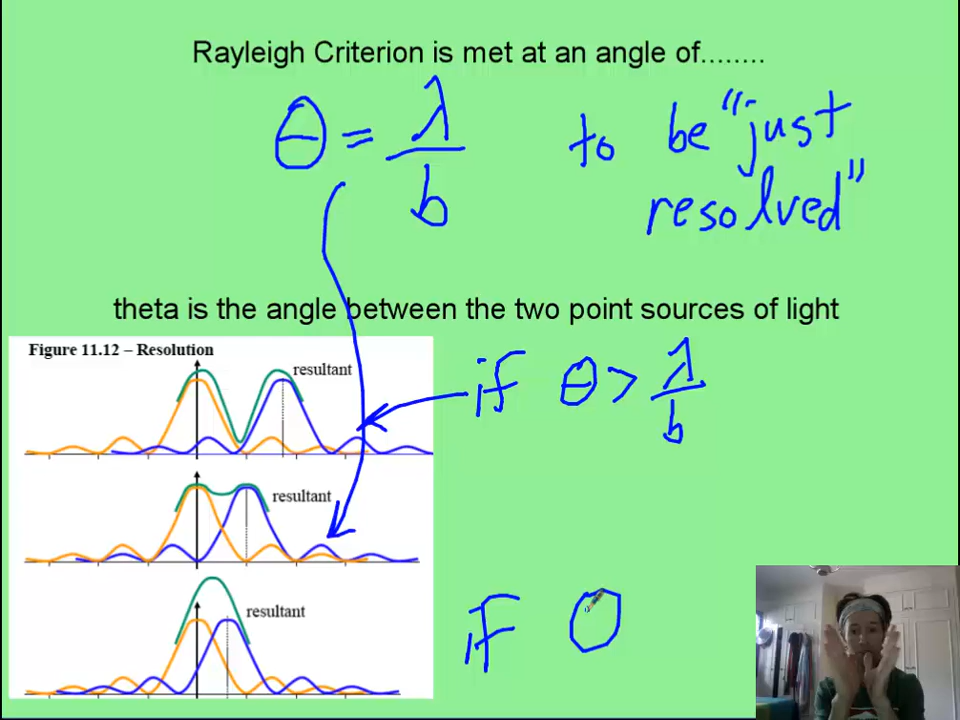 Rayleigh Criterion is met at an angle of........
θ = λ/b to be "just resolved"
theta is the angle between the two point sources of light
Figure 11.12 – Resolution
resultant
if θ > λ/b
resultant
resultant
if O